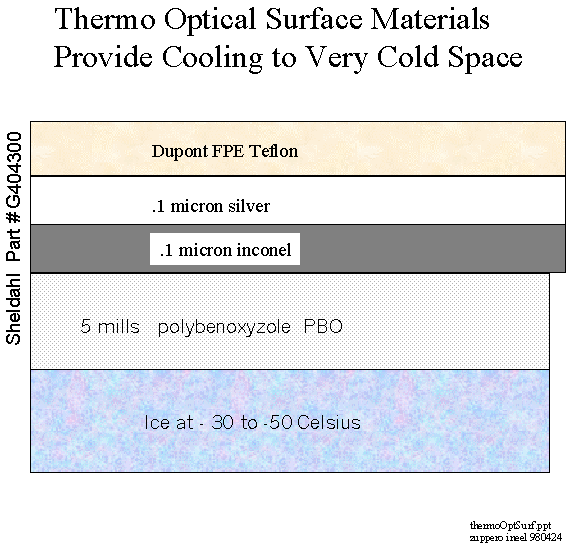 Thermo Optical Surface Materials
Provide Cooling to Very Cold Space
Sheldahl Part # G404300
Dupont FPE Teflon
.1 micron silver
.1 micron inconel
5 mills polybenoxyzole PBO
Ice at - 30 to -50 Celsius
thermoOptSurf.ppt
zuppero ineel 980424